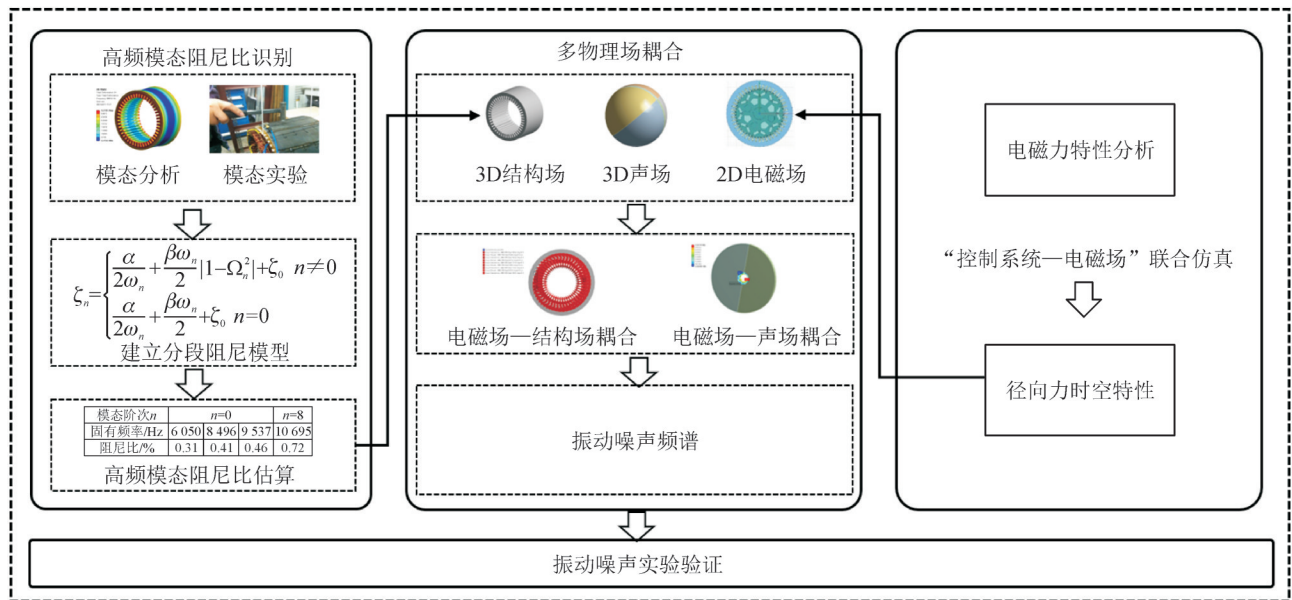 高频模态阻尼比识别
模态分析
模态实验
ζₙ={α/2ωₙ+βωₙ/2|1−Ωₙ²|+ζ₀ n≠0
α/2ωₙ+βωₙ/2+ζ₀ n=0
建立分段阻尼模型
模态阶次n n=0 n=8
固有频率/Hz 6 050 8 496 9 537 10 695
阻尼比/% 0.31 0.41 0.46 0.72
高频模态阻尼比估算
多物理场耦合
3D结构场
3D声场
2D电磁场
电磁场—结构场耦合
电磁场—声场耦合
振动噪声频谱
电磁力特性分析
“控制系统—电磁场”联合仿真
径向力时空特性
振动噪声实验验证